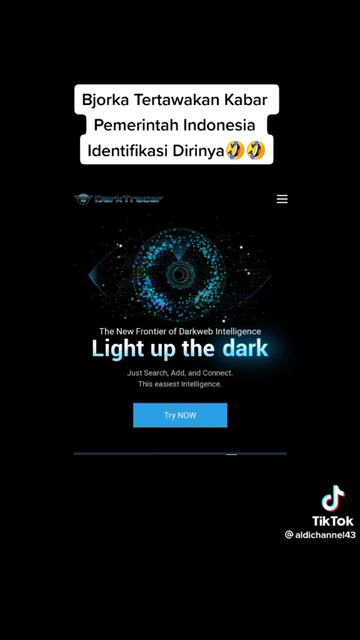 Bjorka Tertawakan Kabar
Pemerintah Indonesia
Identifikasi Dirinya🤣🤣
DarkTracer
The New Frontier of Darkweb Intelligence
Light up the dark
Just Search, Add, and Connect.
This easiest Intelligence.
Try NOW
TikTok
@ aldichannel43